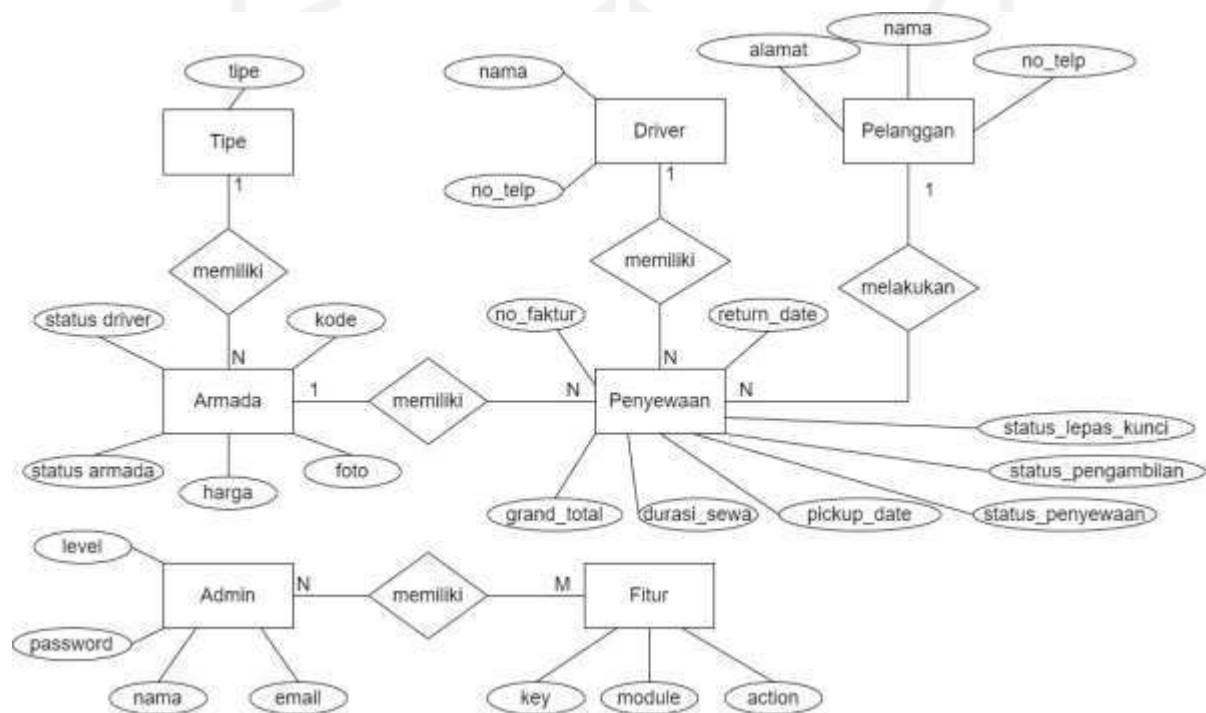 nama
alamat
no_telp
tipe
nama
Tipe
Driver
Pelanggan
no_telp
1
1
1
memiliki
memiliki
melakukan
status driver
kode
no_faktur
return_date
N
N
Armada
1
memiliki
N
Penyewaan
N
status_lepas_kunci
status armada
harga
foto
status_pengambilan
grand_total
durasi_sewa
pickup_date
status_penyewaan
level
Admin
N
memiliki
M
Fitur
password
nama
email
key
module
action